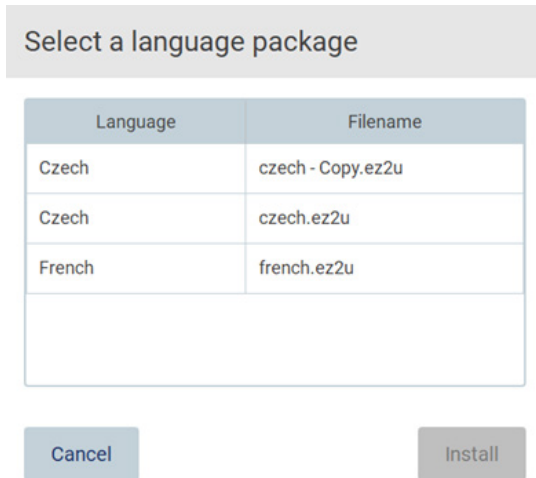 Select a language package
Language Filename
Czech czech - Copy.ez2u
Czech czech.ez2u
French french.ez2u
Cancel Install